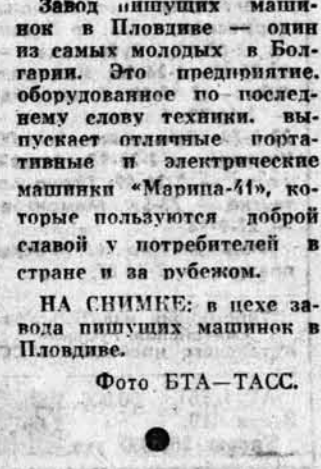 Завод пишущих маши-
нок в Пловдиве — один
из самых молодых в Бол-
гарии. Это предприятие,
оборудованное по послед-
нему слову техники, вы-
пускает отличные порта-
тивные и электрические
машинки «Марица-41», ко-
торые пользуются доброй
славой у потребителей в
стране и за рубежом.
НА СНИМКЕ: в цехе за-
вода пишущих машинок в
Пловдиве.
Фото БТА—ТАСС.